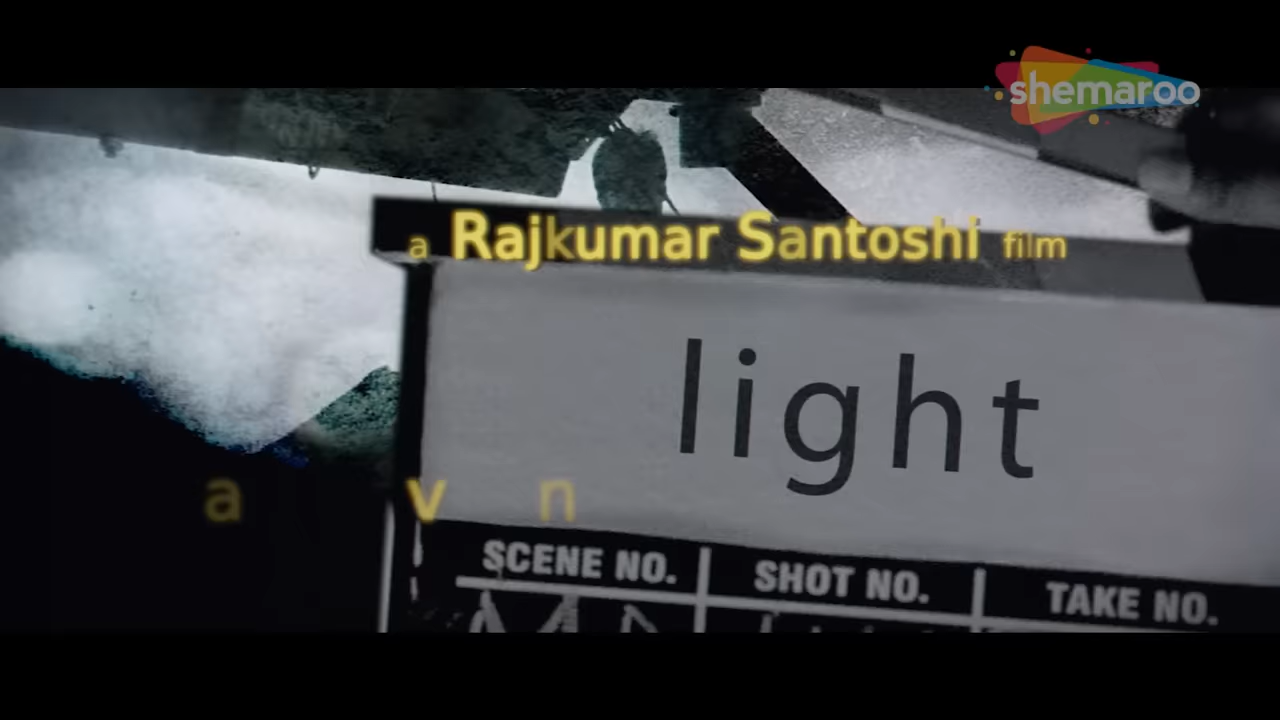 shemaroo
a Rajkumar Santoshi film
light
a v n
SCENE NO. SHOT NO. TAKE NO.